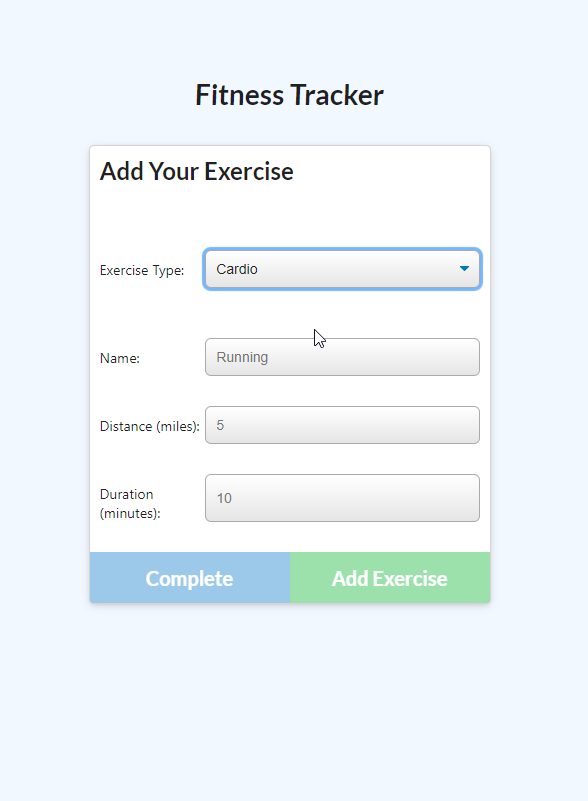 Fitness Tracker
Add Your Exercise
Exercise Type:
Cardio
Name:
Running
Distance (miles):
5
Duration
(minutes):
10
Complete
Add Exercise